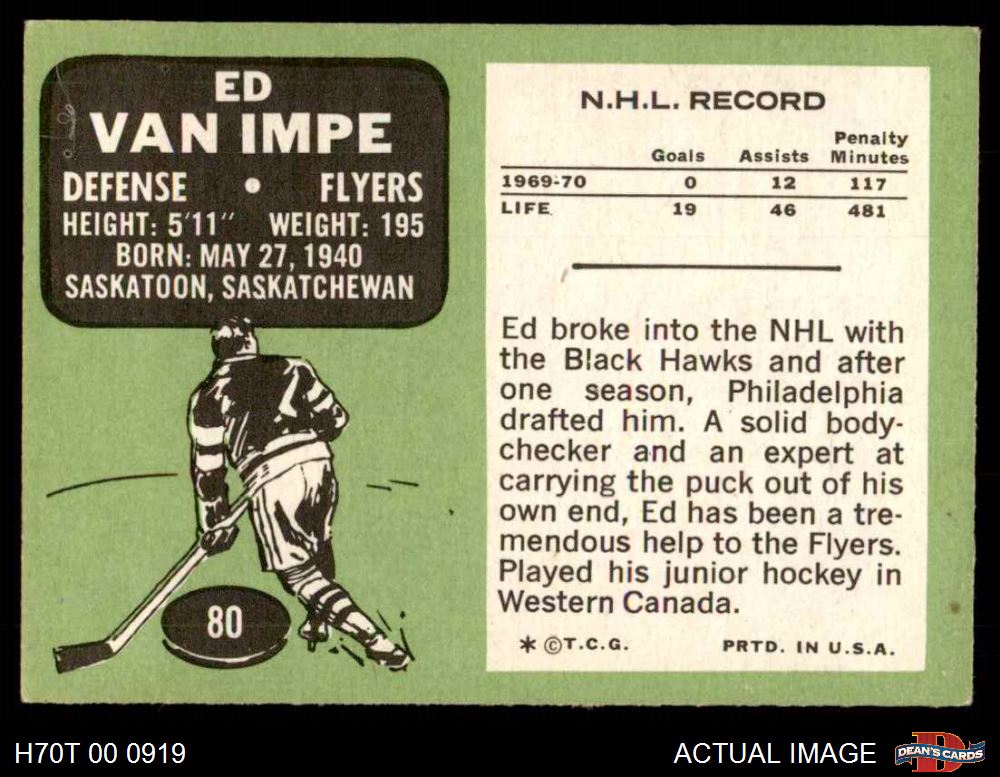 ED
VAN IMPE
DEFENSE • FLYERS
HEIGHT: 5'11" WEIGHT: 195
BORN: MAY 27, 1940
SASKATOON, SASKATCHEWAN
80
N.H.L. RECORD
Goals Assists Penalty Minutes
1969-70 0 12 117
LIFE 19 46 481
Ed broke into the NHL with
the Black Hawks and after
one season, Philadelphia
drafted him. A solid body-
checker and an expert at
carrying the puck out of his
own end, Ed has been a tre-
mendous help to the Flyers.
Played his junior hockey in
Western Canada.
* ©T.C.G. PRTD. IN U.S.A.
H70T 00 0919
ACTUAL IMAGE
D
DEAN'S CARDS